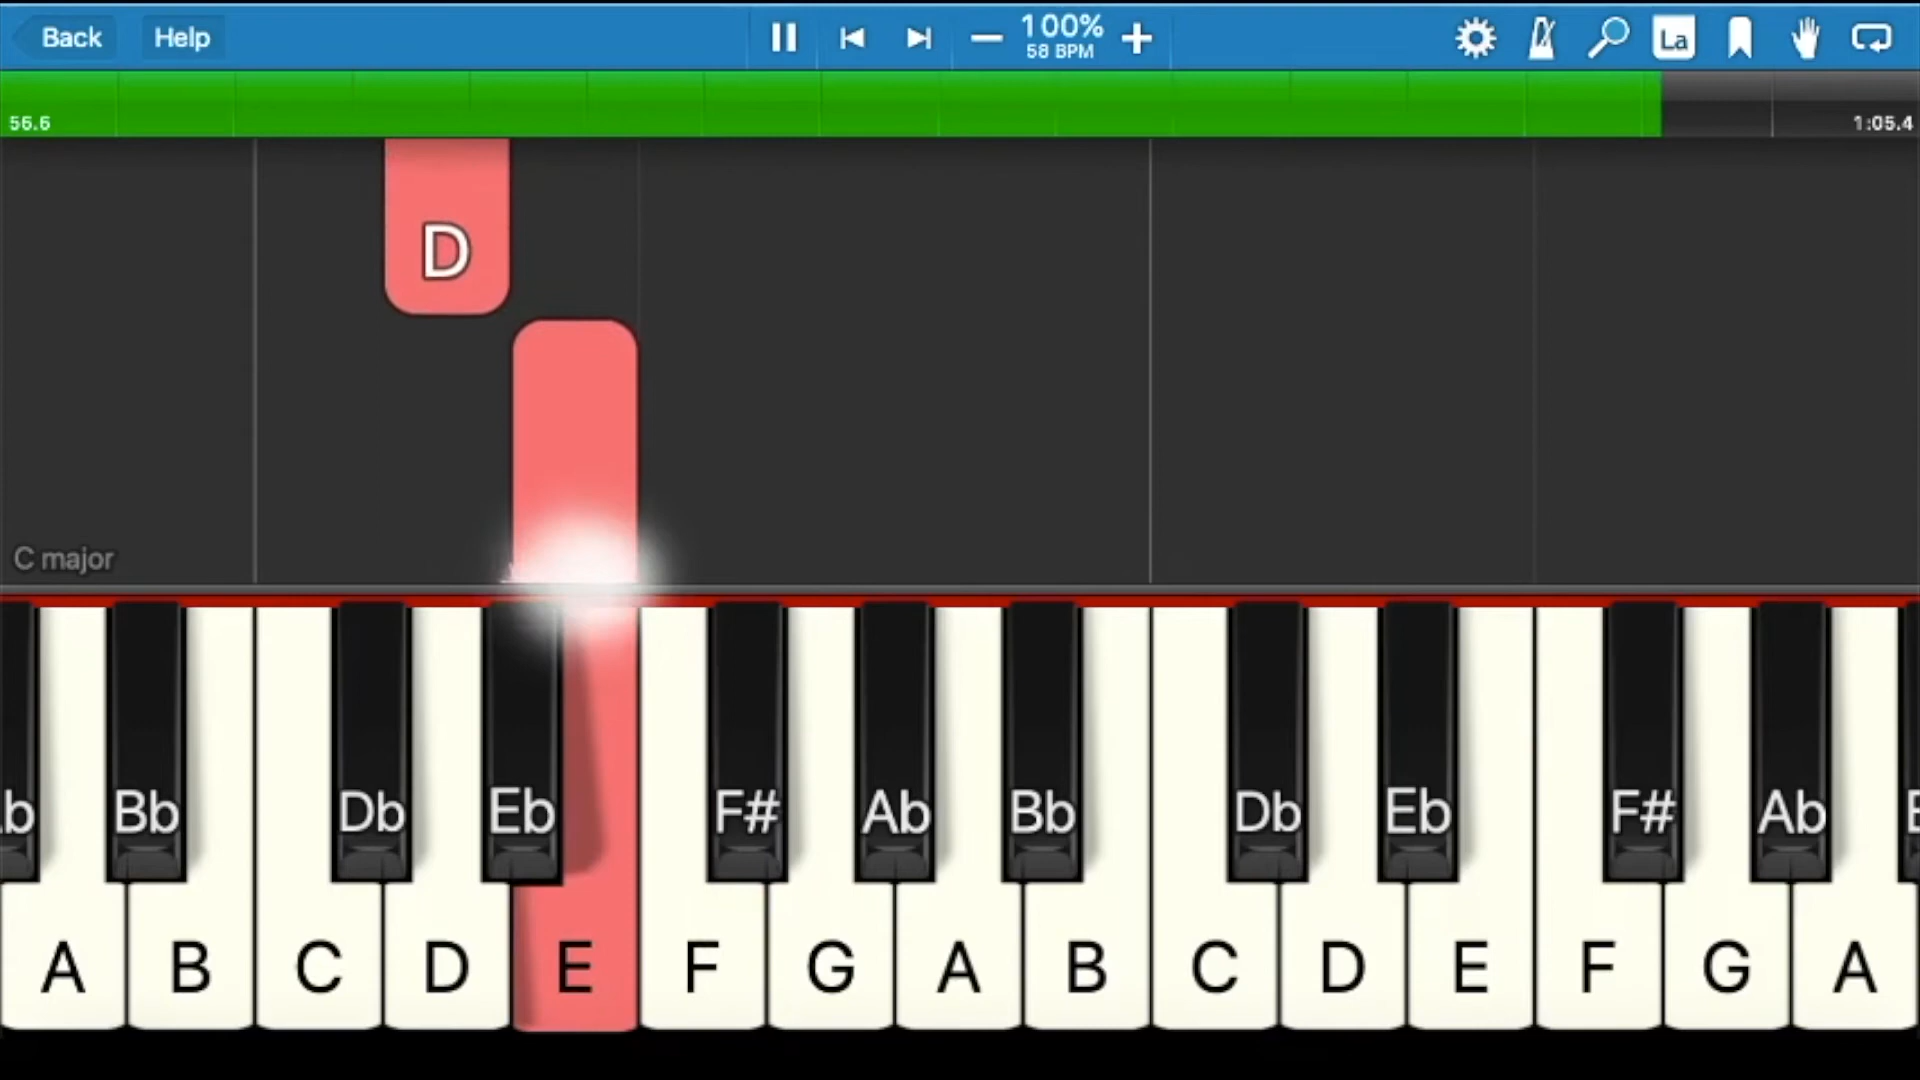 Back Help 100% La
58 BPM
56.6 1:05.4
D
C major
b Bb Db Eb F# Ab Bb Db Eb F# Ab
A B C D E F G A B C D E F G A